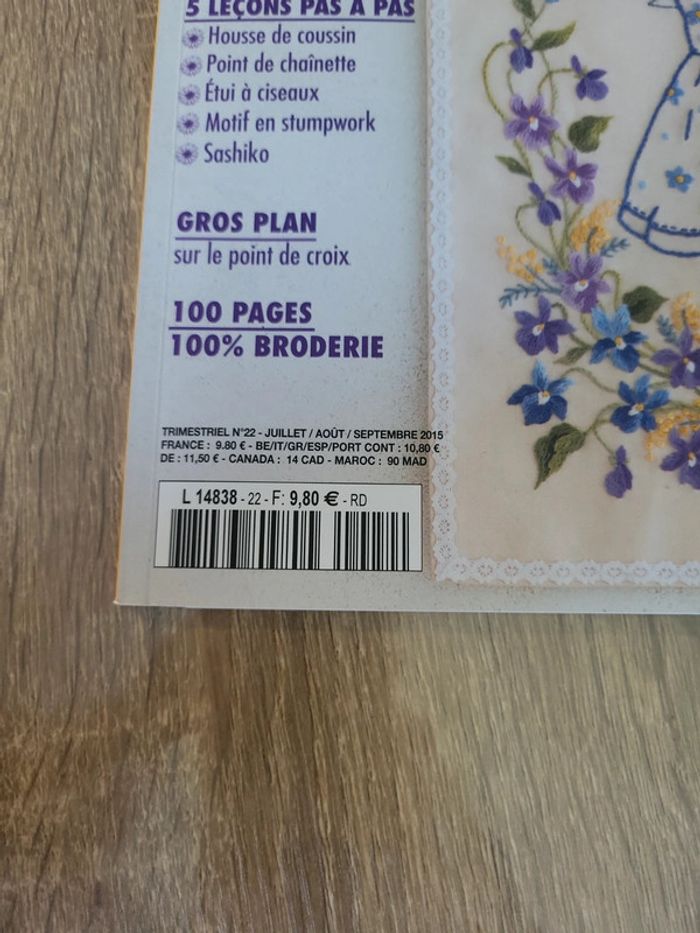 5 LEÇONS PAS À PAS
Housse de coussin
Point de chaînette
Étui à ciseaux
Motif en stumpwork
Sashiko
GROS PLAN
sur le point de croix
100 PAGES
100% BRODERIE
TRIMESTRIEL N°22 - JUILLET / AOÛT / SEPTEMBRE 2015
FRANCE : 9.80 € - BE/IT/GR/ESP/PORT CONT : 10,80 €
DE : 11,50 € - CANADA : 14 CAD - MAROC : 90 MAD
L 14838 - 22 - F: 9,80 € - RD